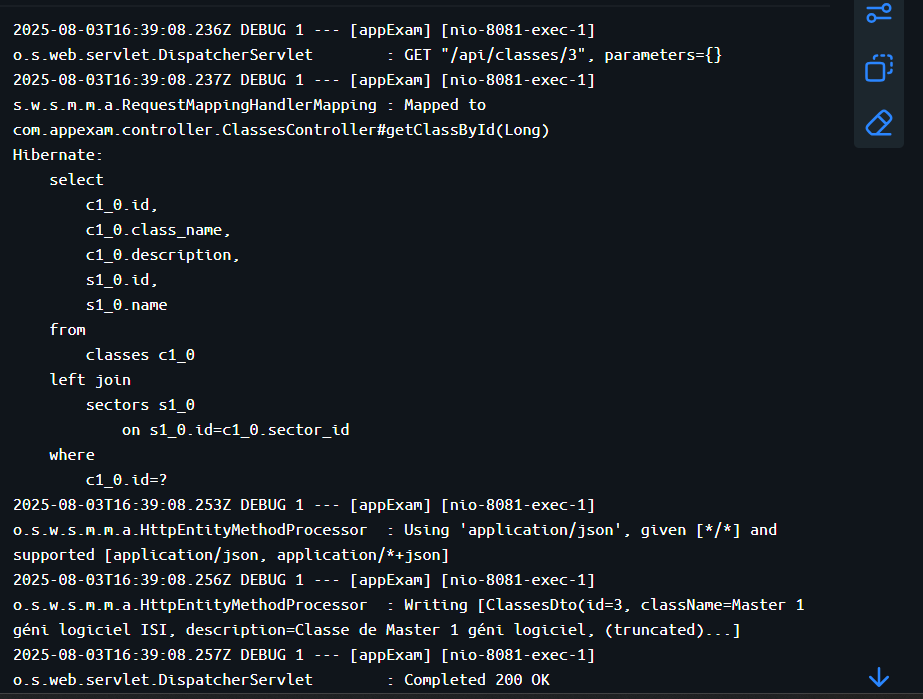 2025-08-03T16:39:08.236Z DEBUG 1 --- [appExam] [nio-8081-exec-1]
o.s.web.servlet.DispatcherServlet        : GET "/api/classes/3", parameters={}
2025-08-03T16:39:08.237Z DEBUG 1 --- [appExam] [nio-8081-exec-1]
s.w.s.m.m.a.RequestMappingHandlerMapping : Mapped to
com.appexam.controller.ClassesController#getClassById(Long)
Hibernate:
    select
        c1_0.id,
        c1_0.class_name,
        c1_0.description,
        s1_0.id,
        s1_0.name
    from
        classes c1_0
    left join
        sectors s1_0
            on s1_0.id=c1_0.sector_id
    where
        c1_0.id=?
2025-08-03T16:39:08.253Z DEBUG 1 --- [appExam] [nio-8081-exec-1]
o.s.w.s.m.m.a.HttpEntityMethodProcessor  : Using 'application/json', given [*/*] and
supported [application/json, application/*+json]
2025-08-03T16:39:08.256Z DEBUG 1 --- [appExam] [nio-8081-exec-1]
o.s.w.s.m.m.a.HttpEntityMethodProcessor  : Writing [ClassesDto(id=3, className=Master 1
géni logiciel ISI, description=Classe de Master 1 géni logiciel, (truncated)...]
2025-08-03T16:39:08.257Z DEBUG 1 --- [appExam] [nio-8081-exec-1]
o.s.web.servlet.DispatcherServlet        : Completed 200 OK